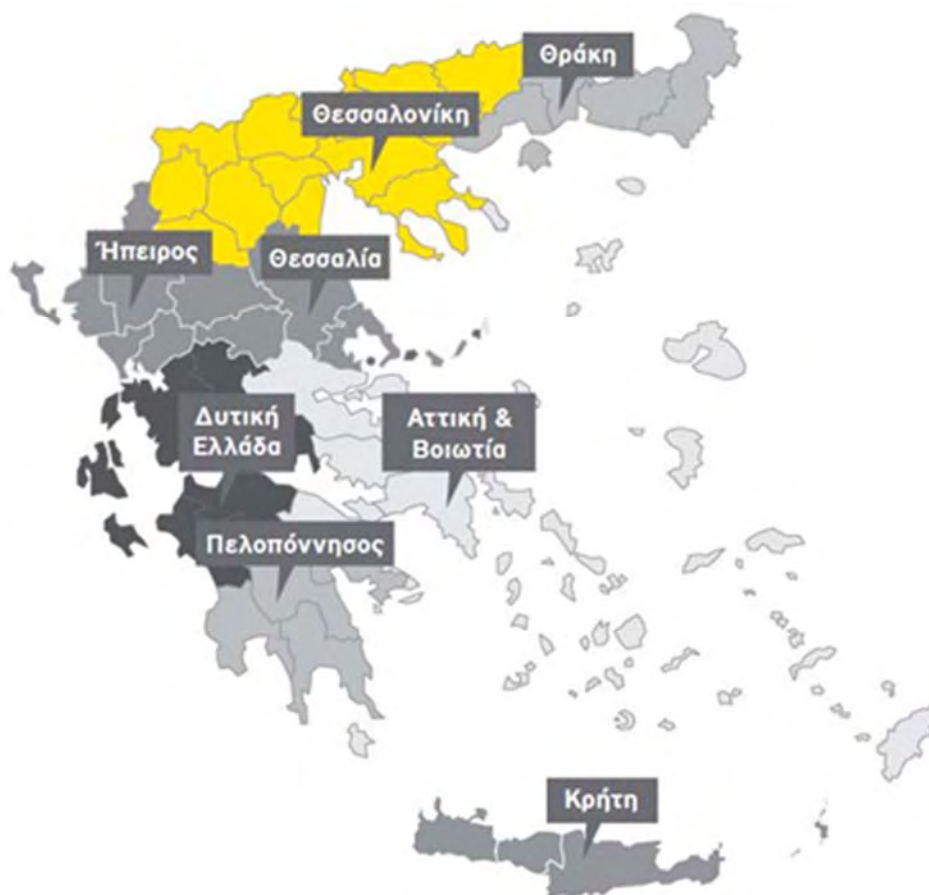 Θράκη
Θεσσαλονίκη
Ήπειρος
Θεσσαλία
Δυτική
Ελλάδα
Αττική &
Βοιωτία
Πελοπόννησος
Κρήτη